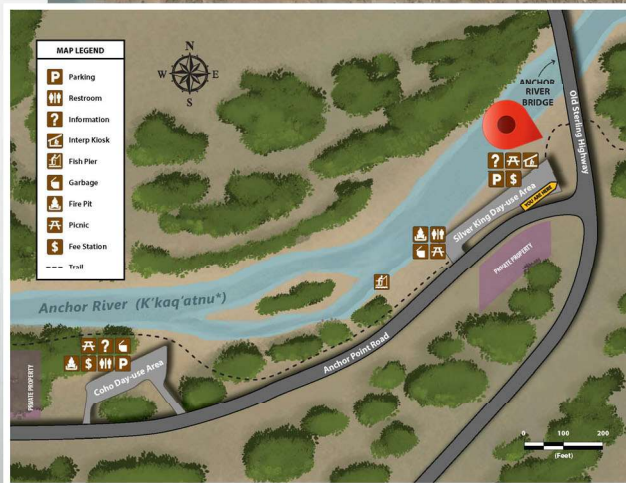 MAP LEGEND
P Parking
Restroom
? Information
Interp Kiosk
Fish Pier
Garbage
Fire Pit
Picnic
$ Fee Station
Trail
N
W E
S
ANCHOR
RIVER
BRIDGE
Old Sterling Highway
?
P $
Silver King Day-use Area
YOU ARE HERE
PRIVATE PROPERTY
Anchor River (K'kaq'atnu*)
?
$ P
Coho Day-use Area
PRIVATE PROPERTY
Anchor Point Road
0 100 200
(Feet)